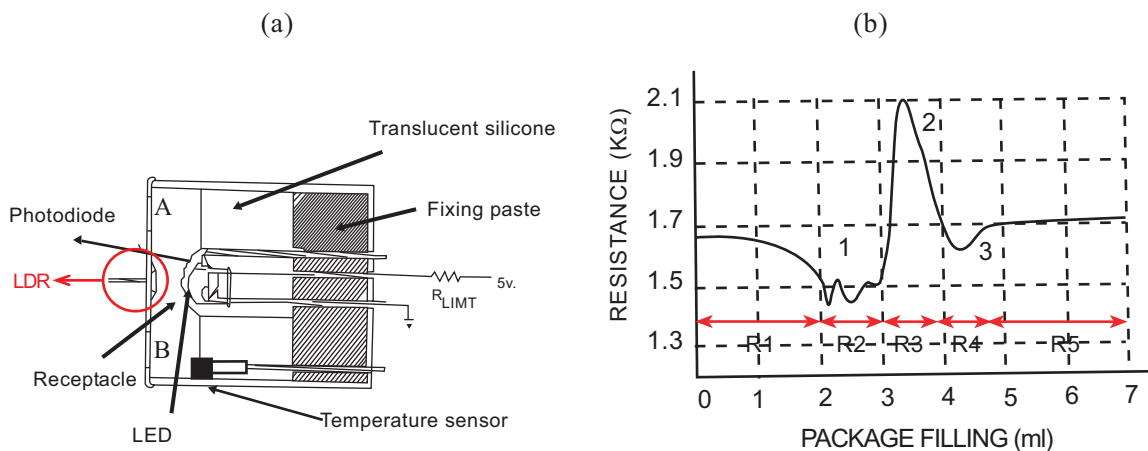 (a)
Translucent silicone
A
Photodiode
Fixing paste
LDR
5v.
RLIMT
B
Receptacle
Temperature sensor
LED
(b)
RESISTANCE (KΩ)
2.1
1.9
1.7
1.5
1.3
2
1
3
R1 R2 R3 R4 R5
0 1 2 3 4 5 6 7
PACKAGE FILLING (ml)